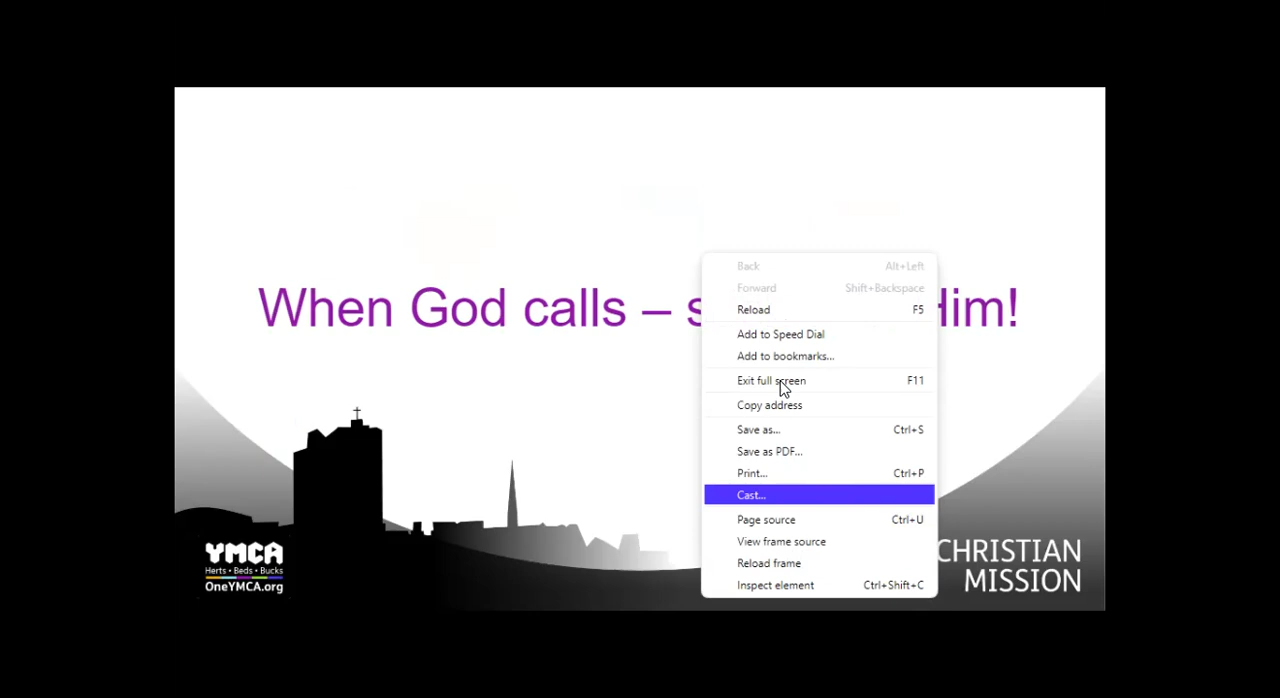 When God calls – s Him!
Back Alt+Left
Forward Shift+Backspace
Reload F5
Add to Speed Dial
Add to bookmarks...
Exit full screen F11
Copy address
Save as... Ctrl+S
Save as PDF...
Print... Ctrl+P
Cast...
Page source Ctrl+U
View frame source
Reload frame
Inspect element Ctrl+Shift+C
YMCA
Herts • Beds • Bucks
OneYMCA.org
CHRISTIAN
MISSION